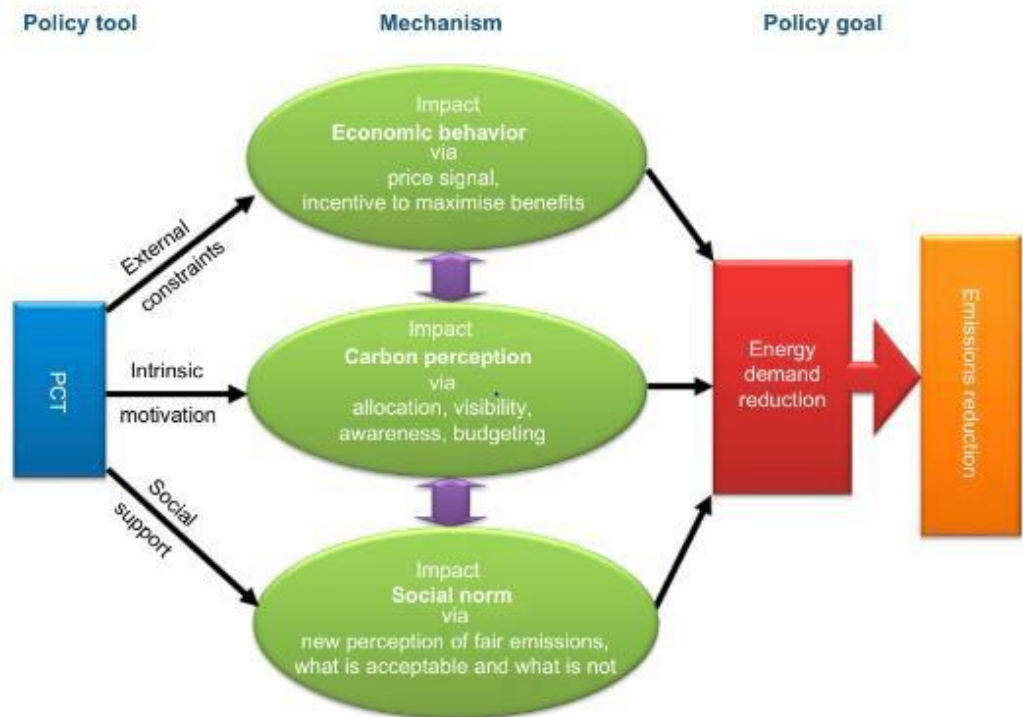 Policy tool
Mechanism
Policy goal
Impact
Economic behavior
via
price signal,
incentive to maximise benefits
External
constraints
PCT
Intrinsic
motivation
Impact
Carbon perception
via
allocation, visibility,
awareness, budgeting
Energy
demand
reduction
Emissions reduction
Social
support
Impact
Social norm
via
new perception of fair emissions,
what is acceptable and what is not